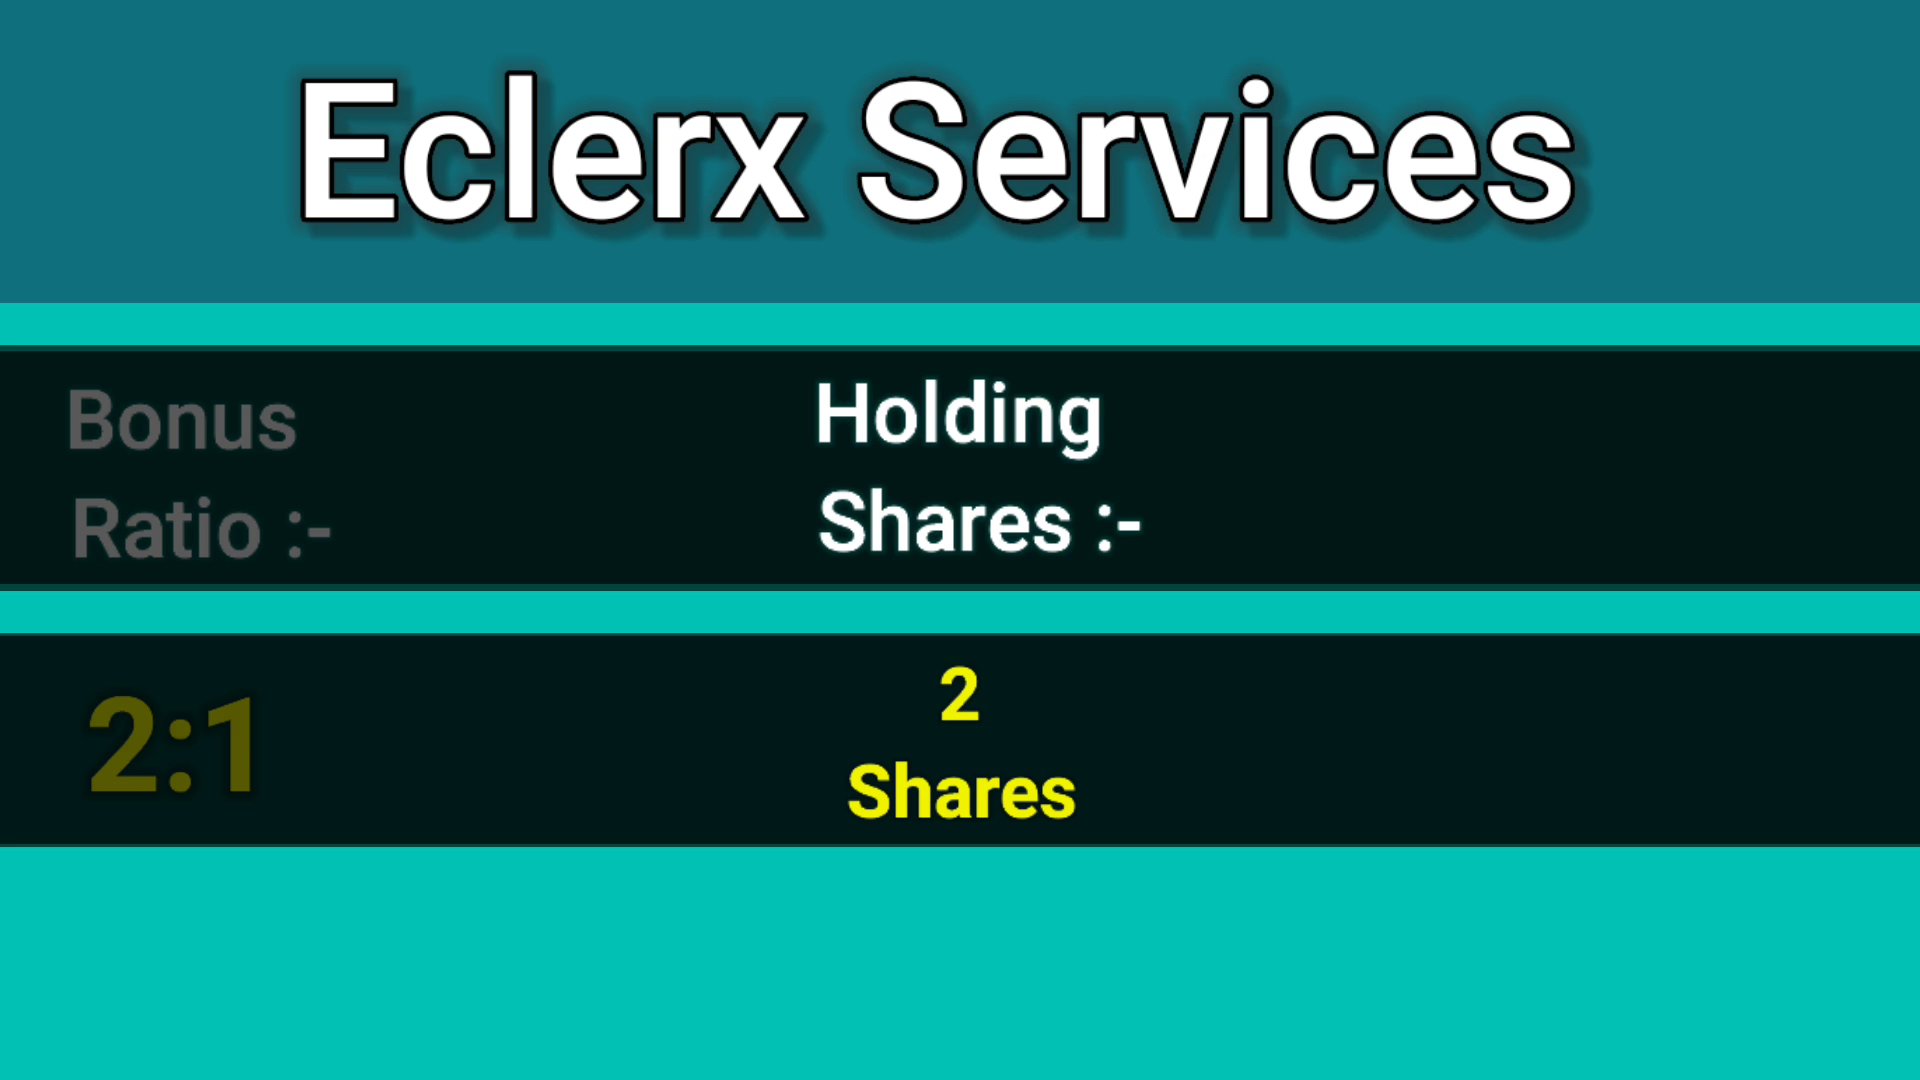 Eclerx Services
Bonus
Ratio :-
Holding
Shares :-
2:1
2
Shares